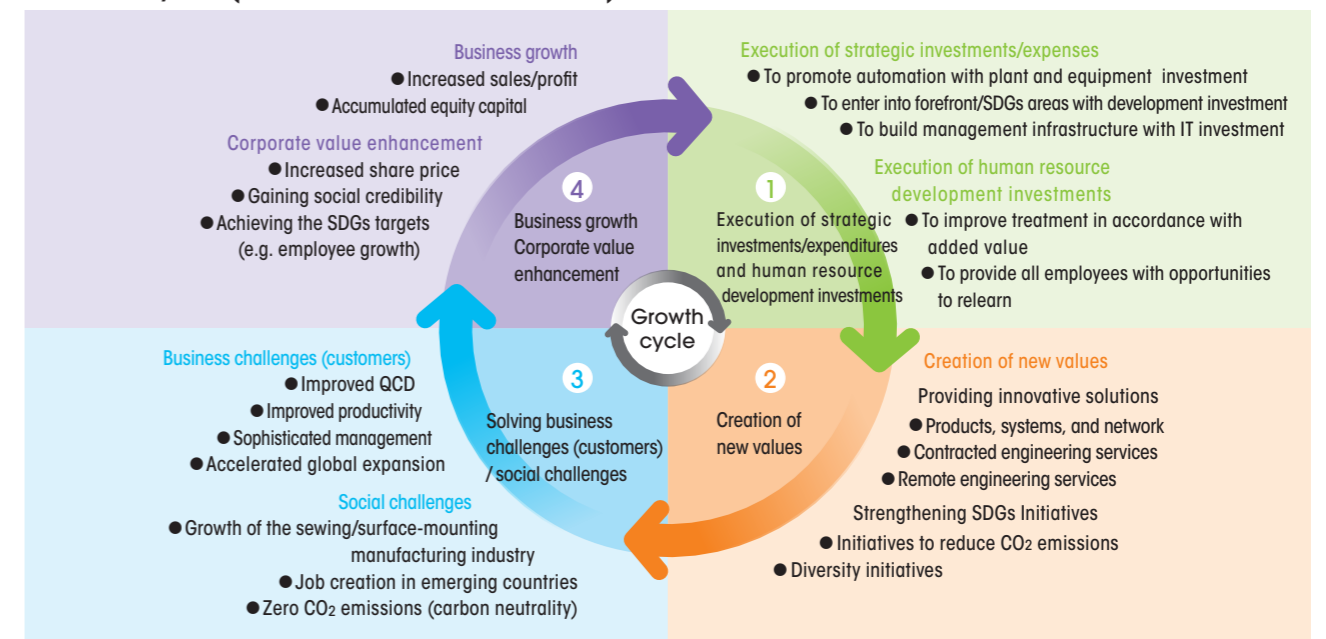 Business growth
● Increased sales/profit
● Accumulated equity capital
Corporate value enhancement
● Increased share price
● Gaining social credibility
● Achieving the SDGs targets
(e.g. employee growth)
4
Business growth
Corporate value
enhancement
Execution of strategic investments/expenses
● To promote automation with plant and equipment investment
● To enter into forefront/SDGs areas with development investment
● To build management infrastructure with IT investment
Execution of human resource
development investments
● To improve treatment in accordance with
added value
● To provide all employees with opportunities
to relearn
1
Execution of strategic
investments/expenditures
and human resource
development investments
Growth
cycle
Business challenges (customers)
● Improved QCD
● Improved productivity
● Sophisticated management
● Accelerated global expansion
Social challenges
● Growth of the sewing/surface-mounting
manufacturing industry
● Job creation in emerging countries
● Zero CO2 emissions (carbon neutrality)
3
Solving business
challenges (customers)
/ social challenges
2
Creation of
new values
Creation of new values
Providing innovative solutions
● Products, systems, and network
● Contracted engineering services
● Remote engineering services
Strengthening SDGs Initiatives
● Initiatives to reduce CO2 emissions
● Diversity initiatives